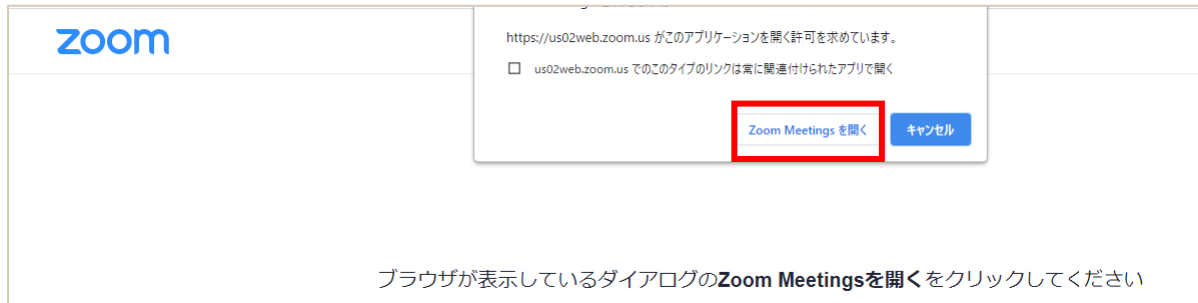 zoom
https://us02web.zoom.us がこのアプリケーションを開く許可を求めています。
us02web.zoom.us でのこのタイプのリンクは常に関連付けられたアプリで開く
Zoom Meetings を開く キャンセル
ブラウザが表示しているダイアログのZoom Meetingsを開くをクリックしてください